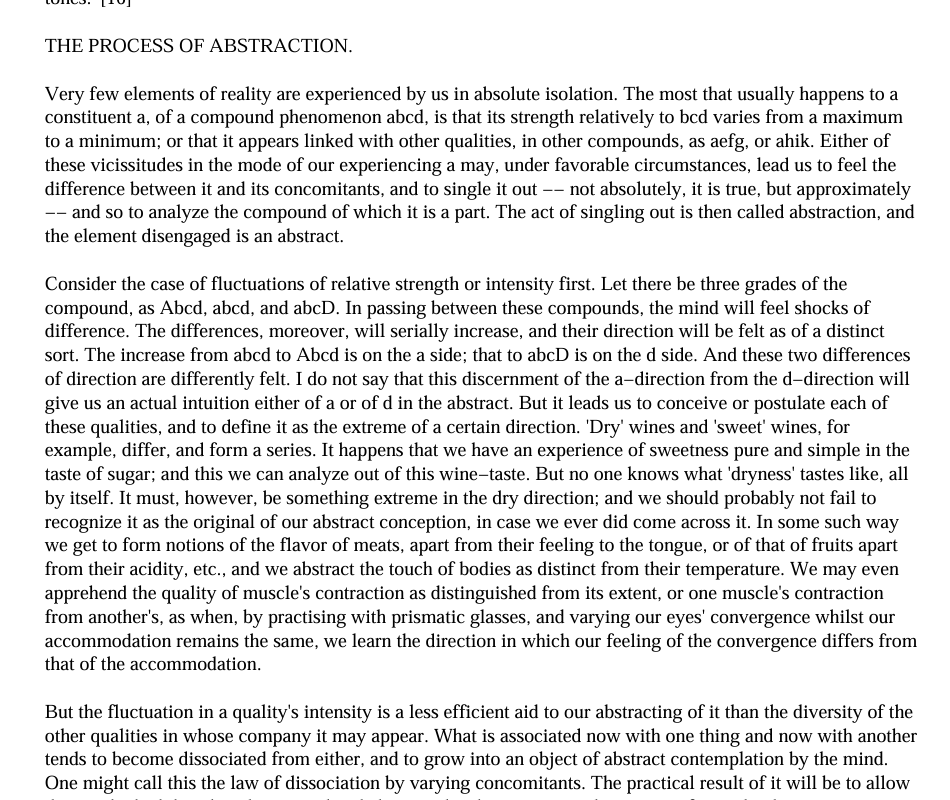 tones." [16]
THE PROCESS OF ABSTRACTION.
Very few elements of reality are experienced by us in absolute isolation. The most that usually happens to a
constituent a, of a compound phenomenon abcd, is that its strength relatively to bcd varies from a maximum
to a minimum; or that it appears linked with other qualities, in other compounds, as aefg, or ahik. Either of
these vicissitudes in the mode of our experiencing a may, under favorable circumstances, lead us to feel the
difference between it and its concomitants, and to single it out −− not absolutely, it is true, but approximately
−− and so to analyze the compound of which it is a part. The act of singling out is then called abstraction, and
the element disengaged is an abstract.
Consider the case of fluctuations of relative strength or intensity first. Let there be three grades of the
compound, as Abcd, abcd, and abcD. In passing between these compounds, the mind will feel shocks of
difference. The differences, moreover, will serially increase, and their direction will be felt as of a distinct
sort. The increase from abcd to Abcd is on the a side; that to abcD is on the d side. And these two differences
of direction are differently felt. I do not say that this discernment of the a−direction from the d−direction will
give us an actual intuition either of a or of d in the abstract. But it leads us to conceive or postulate each of
these qualities, and to define it as the extreme of a certain direction. 'Dry' wines and 'sweet' wines, for
example, differ, and form a series. It happens that we have an experience of sweetness pure and simple in the
taste of sugar; and this we can analyze out of this wine−taste. But no one knows what 'dryness' tastes like, all
by itself. It must, however, be something extreme in the dry direction; and we should probably not fail to
recognize it as the original of our abstract conception, in case we ever did come across it. In some such way
we get to form notions of the flavor of meats, apart from their feeling to the tongue, or of that of fruits apart
from their acidity, etc., and we abstract the touch of bodies as distinct from their temperature. We may even
apprehend the quality of muscle's contraction as distinguished from its extent, or one muscle's contraction
from another's, as when, by practising with prismatic glasses, and varying our eyes' convergence whilst our
accommodation remains the same, we learn the direction in which our feeling of the convergence differs from
that of the accommodation.
But the fluctuation in a quality's intensity is a less efficient aid to our abstracting of it than the diversity of the
other qualities in whose company it may appear. What is associated now with one thing and now with another
tends to become dissociated from either, and to grow into an object of abstract contemplation by the mind.
One might call this the law of dissociation by varying concomitants. The practical result of it will be to allow